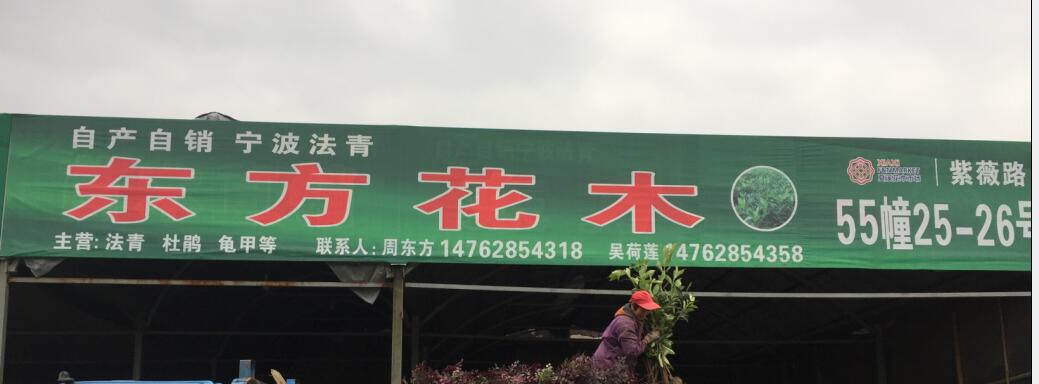 自产自销 宁波法青
东方花木
主营: 法青 杜鹃 龟甲等 联系人: 周东方 14762854318 吴荷莲 14762854358
紫薇路
55幢25-26号